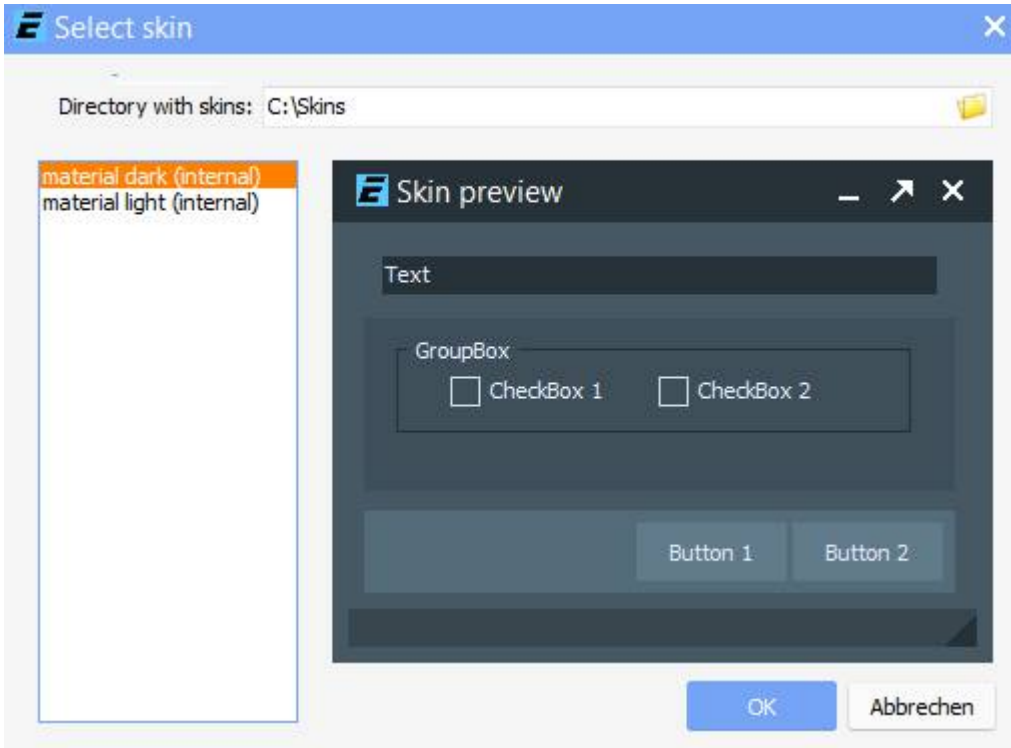 Select skin
Directory with skins: C:\Skins
material dark (internal)
material light (internal)
Skin preview
Text
GroupBox
CheckBox 1 CheckBox 2
Button 1 Button 2
OK Abbrechen